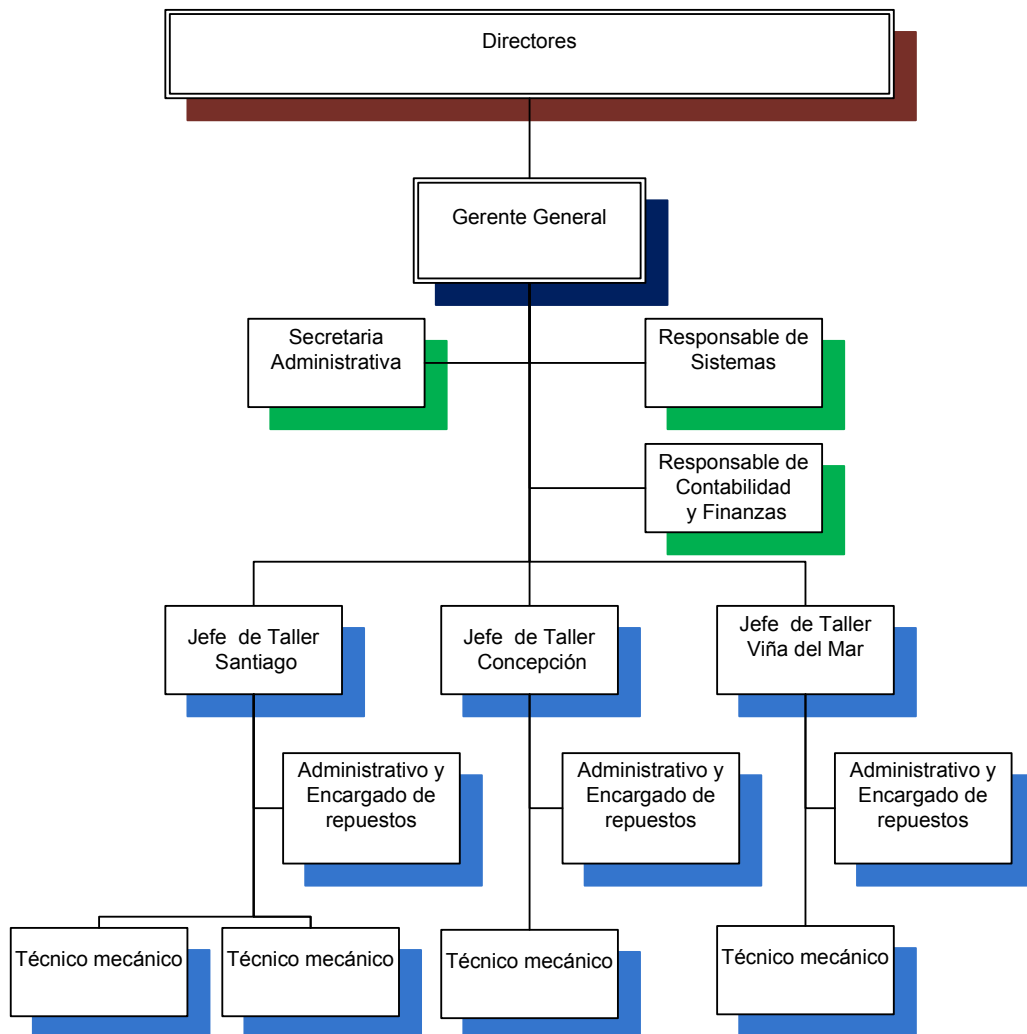 Directores
Gerente General
Secretaria
Administrativa
Responsable de
Sistemas
Responsable de
Contabilidad
y Finanzas
Jefe  de Taller
Santiago
Jefe  de Taller
Concepción
Jefe  de Taller
Viña del Mar
Administrativo y
Encargado de
repuestos
Administrativo y
Encargado de
repuestos
Administrativo y
Encargado de
repuestos
Técnico mecánico
Técnico mecánico
Técnico mecánico
Técnico mecánico